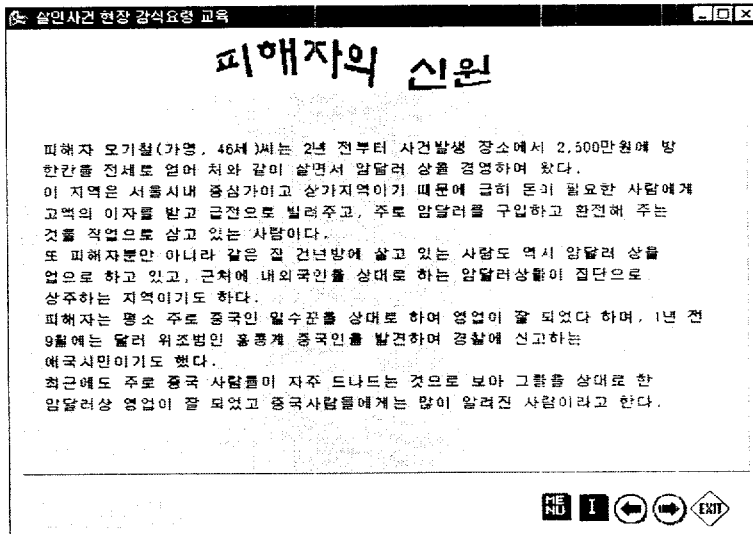 살인사건 현장 감식요령 교육
피해자의 신원
피해자 오기철(가명, 46세)씨는 2년 전부터 사건발생 장소에서 2,500만원에 방
한칸를 전세로 얻어 처와 같이 살면서 암달러 상을 경영하여 왔다.
이 지역은 서울시내 중심가이고 상가지역이기 때문에 급히 돈이 필요한 사람에게
고액의 이자를 받고 급전으로 빌려주고, 주로 암달러를 구입하고 환전해 주는
것을 직업으로 삼고 있는 사람이다.
또 피해자뿐만 아니라 같은 집 건넌방에 살고 있는 사람도 역시 암달러 상을
업으로 하고 있고, 근처에 내외국인를 상대로 하는 암달러상들이 집단으로
상주하는 지역이기도 하다.
피해자는 평소 주로 중국인 일수꾼를 상대로 하여 영업이 잘 되었다 하며, 1년 전
9월에는 달러 위조범인 홍콩계 중국인를 발견하여 경찰에 신고하는
애국시민이기도 했다.
최근에도 주로 중국 사람들이 자주 드나드는 것으로 보아 그들을 상대로 한
암달러상 영업이 잘 되었고 중국사람들에게는 많이 알려진 사람이라고 한다.
MENU I EXIT